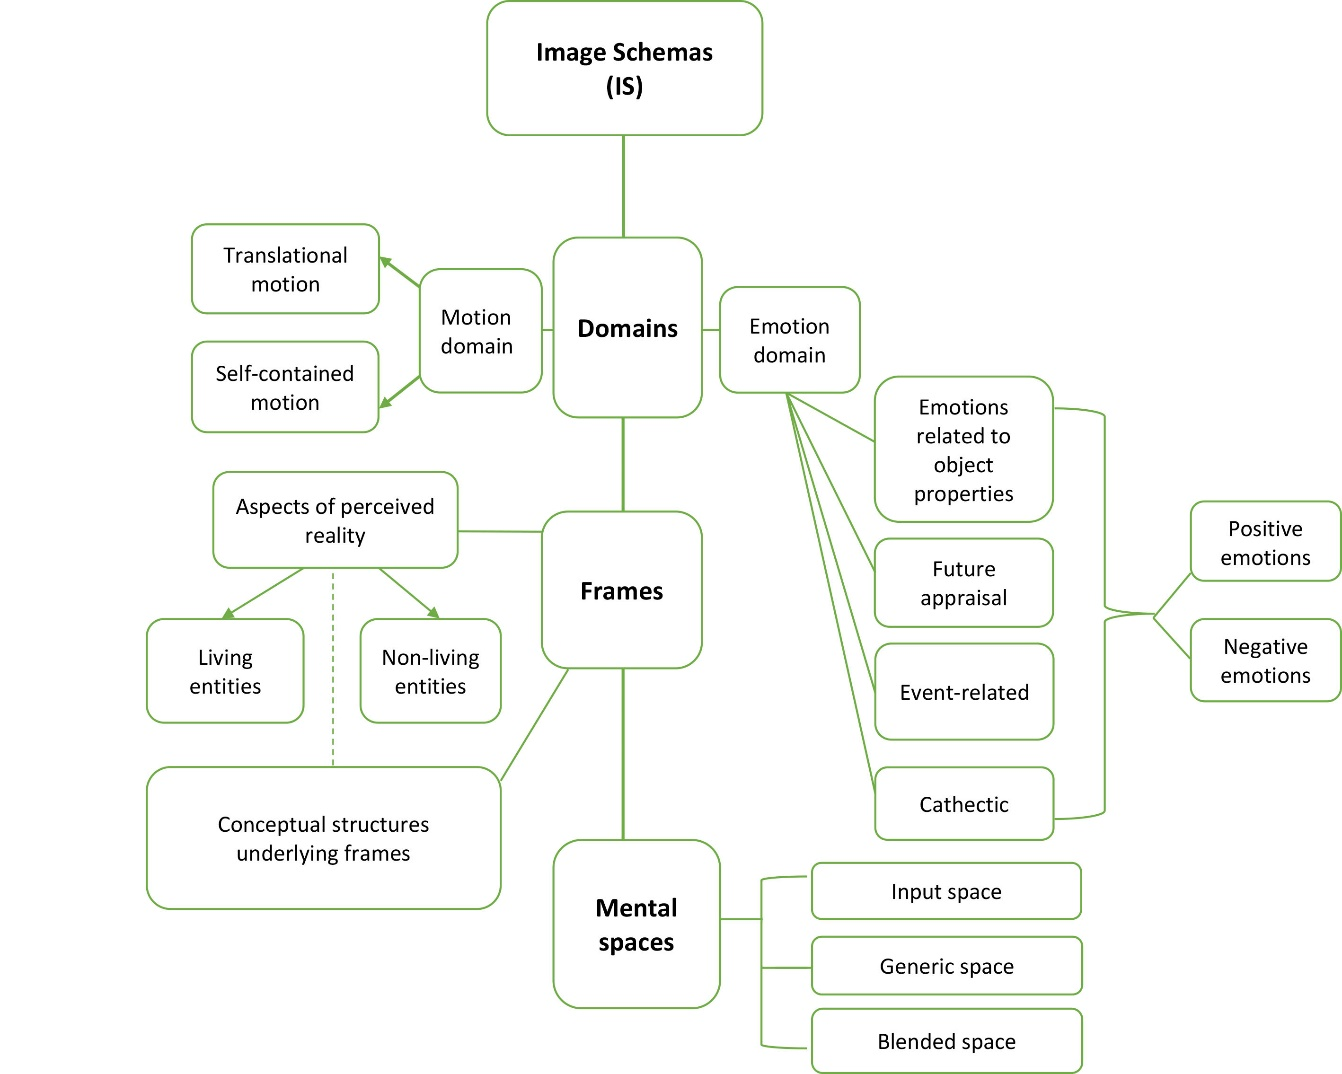 Image Schemas
(IS)
Translational
motion
Self-contained
motion
Motion
domain
Domains
Emotion
domain
Emotions
related to
object
properties
Future
appraisal
Event-related
Cathectic
Positive
emotions
Negative
emotions
Aspects of perceived
reality
Living
entities
Non-living
entities
Frames
Conceptual structures
underlying frames
Mental
spaces
Input space
Generic space
Blended space